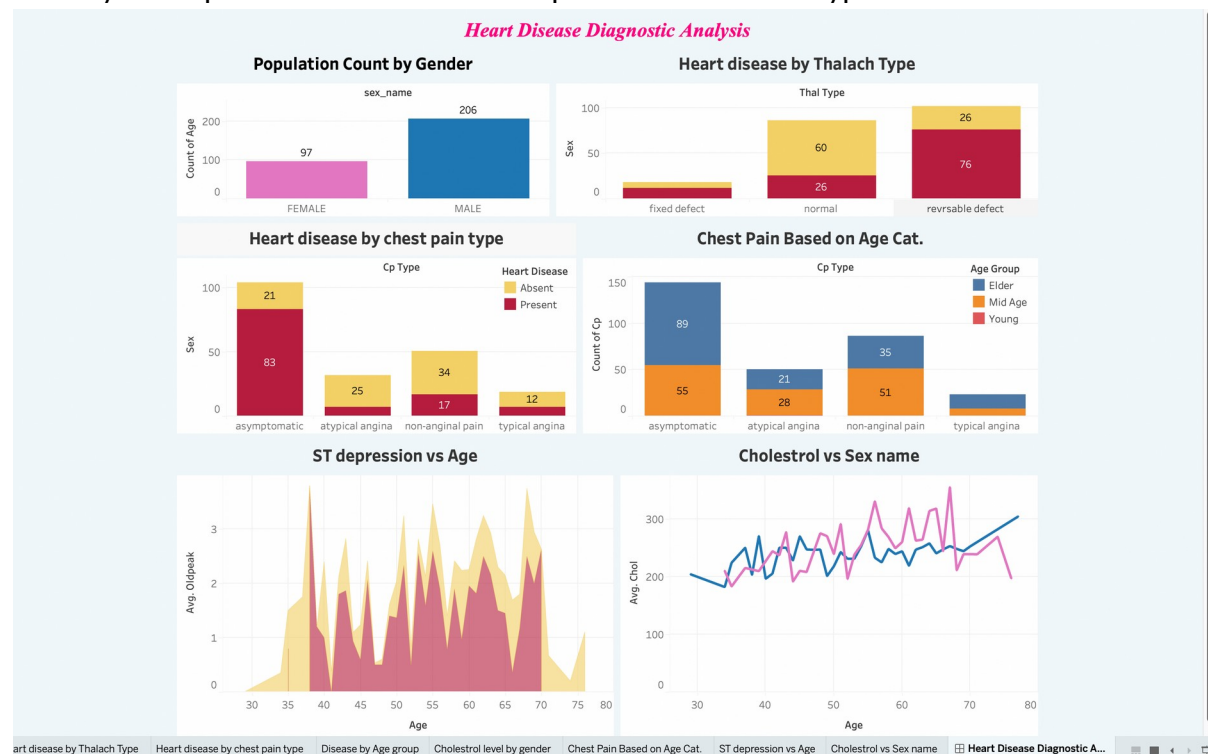 Heart Disease Diagnostic Analysis
Population Count by Gender
sex_name
Count of Age
200
100
0
97
206
FEMALE
MALE
Heart disease by Thalach Type
Thal Type
Sex
100
50
0
60
26
26
76
fixed defect
normal
revrsable defect
Heart disease by chest pain type
Cp Type
Heart Disease
Absent
Present
Sex
100
50
0
21
83
25
34
17
12
asymptomatic
atypical angina
non-anginal pain
typical angina
Chest Pain Based on Age Cat.
Cp Type
Age Group
Elder
Mid Age
Young
Count of Cp
150
100
50
0
89
55
21
28
35
51
asymptomatic
atypical angina
non-anginal pain
typical angina
ST depression vs Age
Avg. Oldpeak
3
2
1
0
30 35 40 45 50 55 60 65 70 75 80
Age
Cholestrol vs Sex name
Avg. Chol
300
200
100
0
30 40 50 60 70 80
Age
art disease by Thalach Type Heart disease by chest pain type Disease by Age group Cholestrol level by gender Chest Pain Based on Age Cat. ST depression vs Age Cholestrol vs Sex name Heart Disease Diagnostic A...